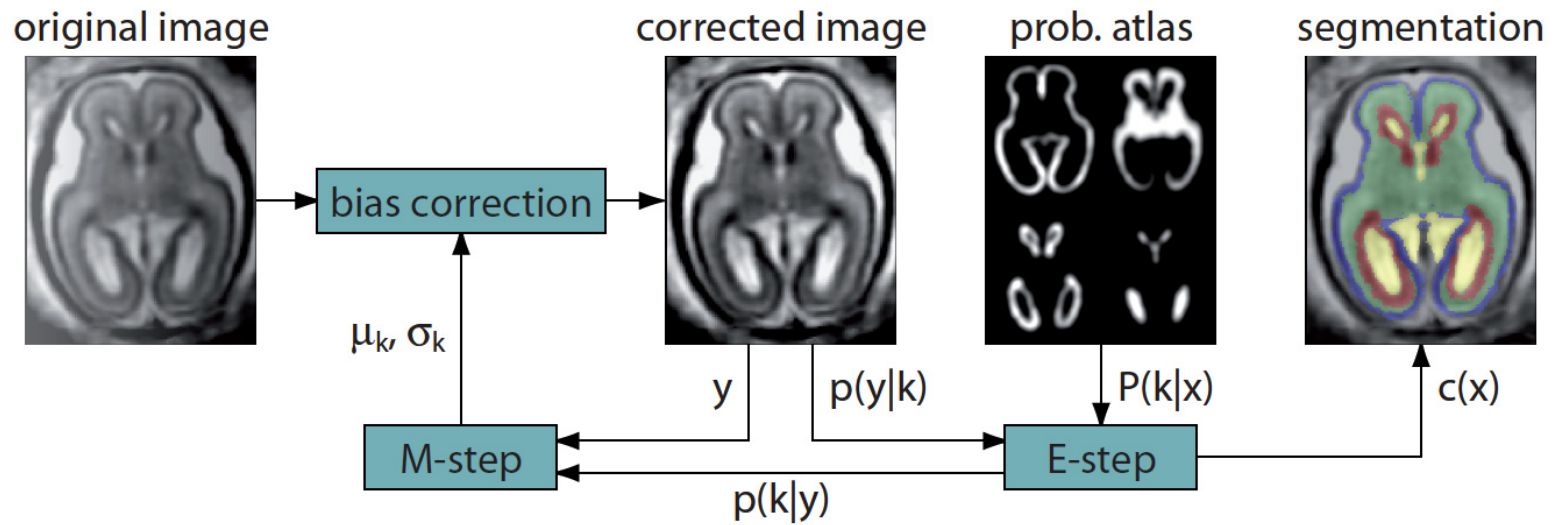 original image
corrected image
prob. atlas
segmentation
bias correction
μk, σk
y
p(y|k)
P(k|x)
c(x)
M-step
E-step
p(k|y)